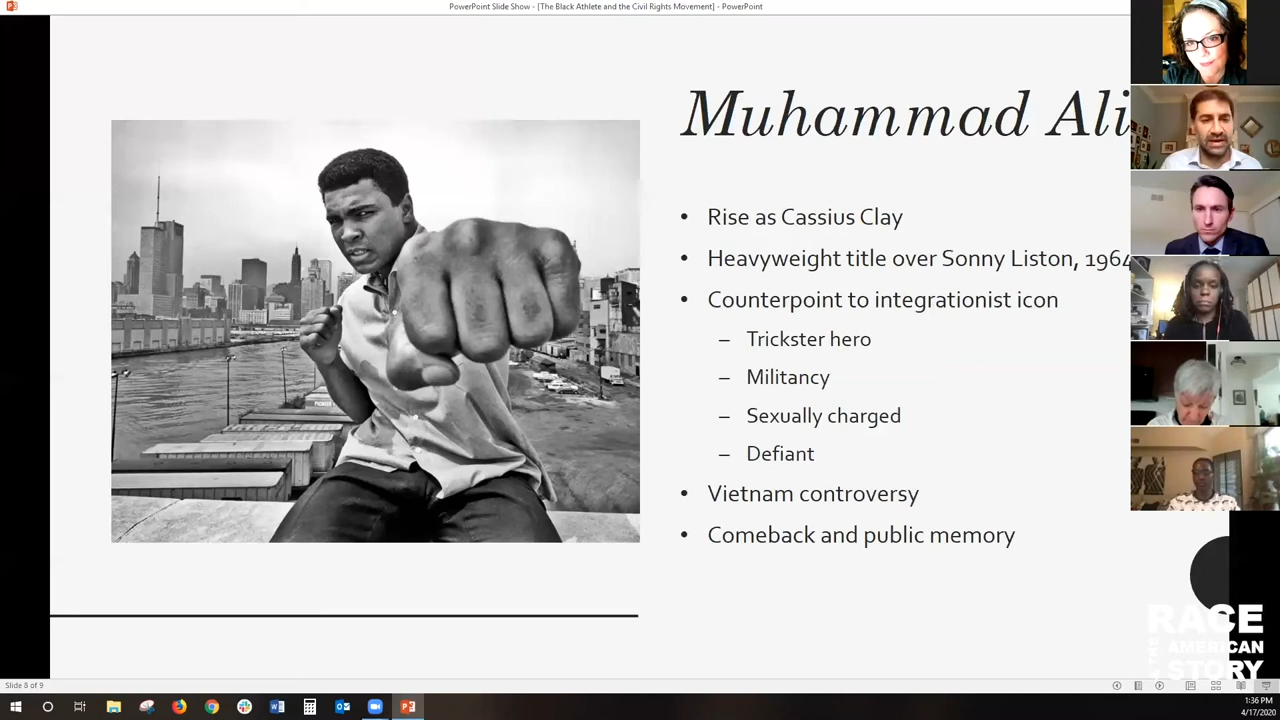 PowerPoint Slide Show - [The Black Athlete and the Civil Rights Movement] - PowerPoint
Muhammad Ali
• Rise as Cassius Clay
• Heavyweight title over Sonny Liston, 1964
• Counterpoint to integrationist icon
– Trickster hero
– Militancy
– Sexually charged
– Defiant
• Vietnam controversy
• Comeback and public memory
RACE
& THE
AMERICAN
STORY
Slide 8 of 9
1:36 PM
4/17/2020